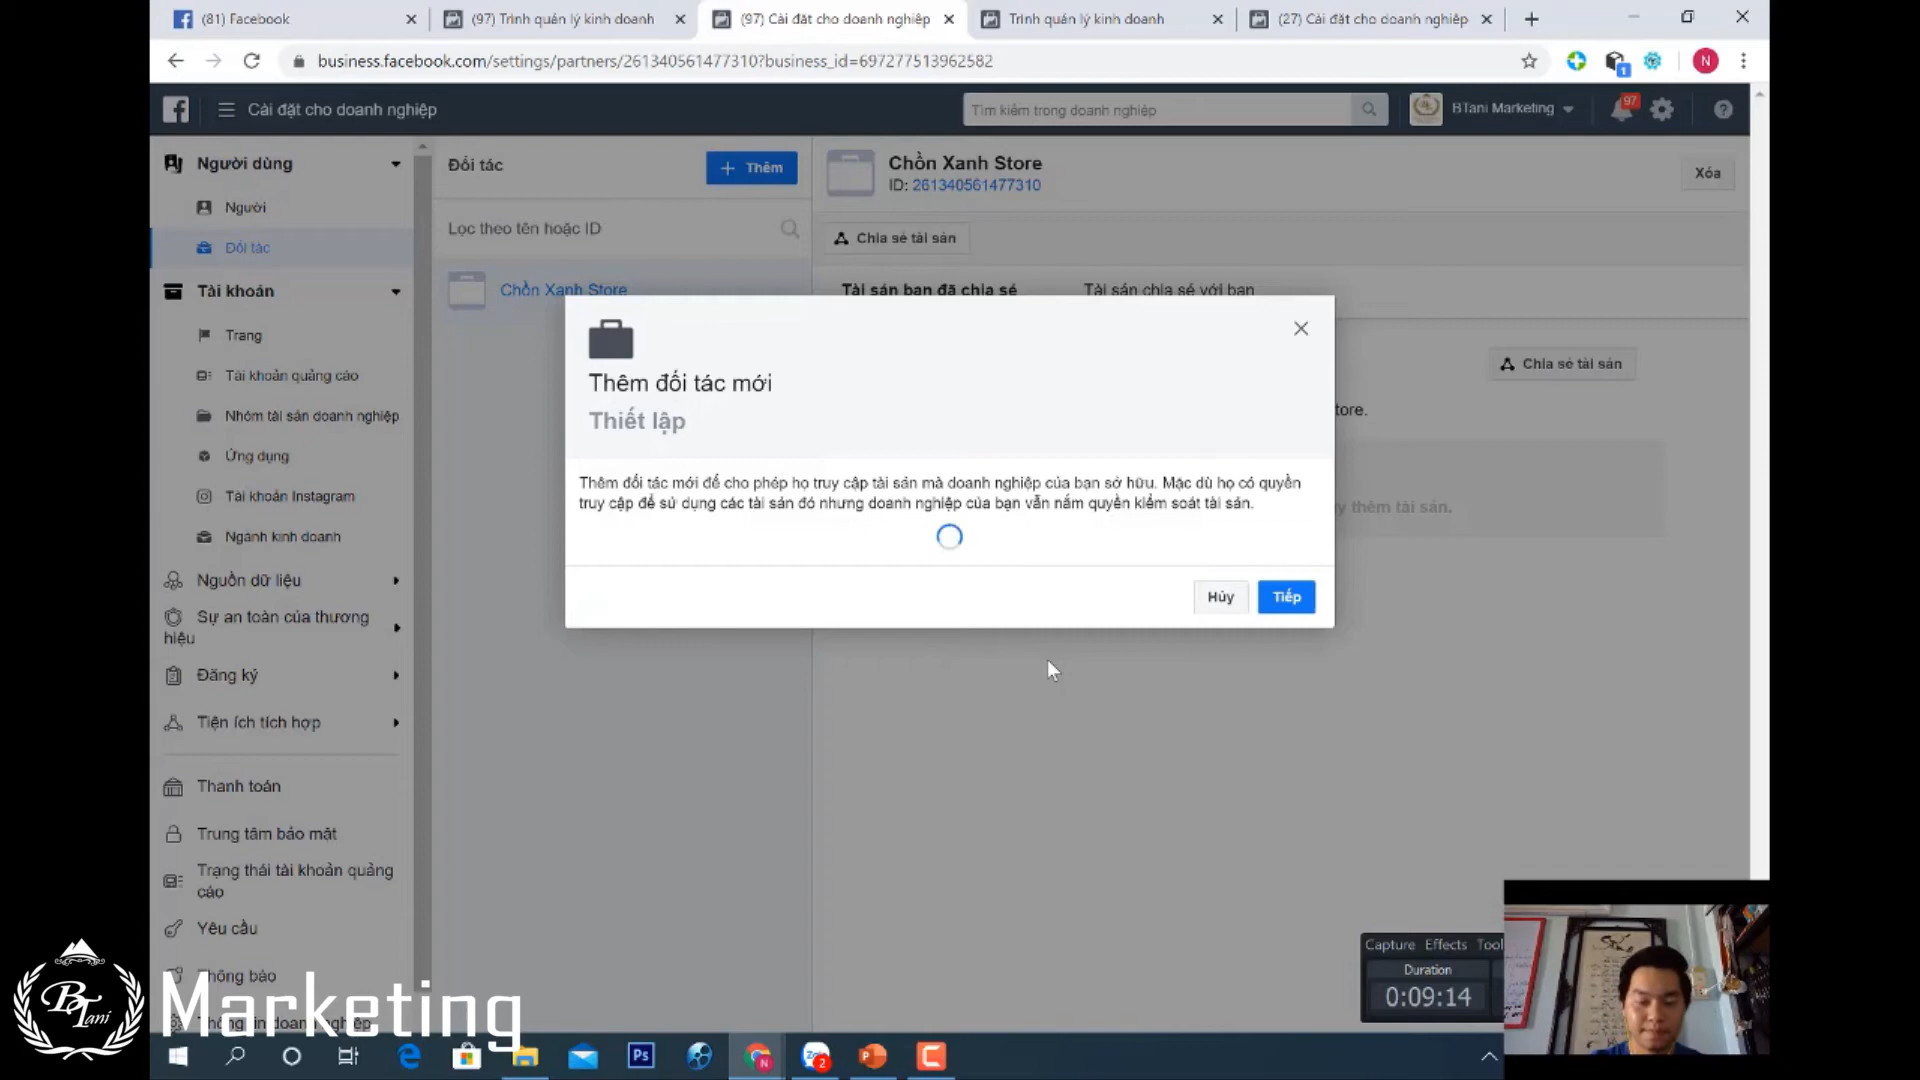 (81) Facebook
(97) Trình quản lý kinh doanh
(97) Cài đặt cho doanh nghiệp
Trình quản lý kinh doanh
(27) Cài đặt cho doanh nghiệp
business.facebook.com/settings/partners/261340561477310?business_id=697277513962582
1
N
Cài đặt cho doanh nghiệp
Tìm kiếm trong doanh nghiệp
BTani Marketing
97
Người dùng
Người
Đối tác
Tài khoản
Trang
Tài khoản quảng cáo
Nhóm tài sản doanh nghiệp
Ứng dụng
Tài khoản Instagram
Ngành kinh doanh
Nguồn dữ liệu
Sự an toàn của thương
hiệu
Đăng ký
Tiện ích tích hợp
Thanh toán
Trung tâm bảo mật
Trạng thái tài khoản quảng
cáo
Yêu cầu
Thông báo
Thông tin doanh nghiệp
Đối tác
+ Thêm
Lọc theo tên hoặc ID
Chồn Xanh Store
Chồn Xanh Store
ID: 261340561477310
Xóa
Chia sẻ tài sản
Tài sản bạn đã chia sẻ
Tài sản chia sẻ với bạn
Chia sẻ tài sản
tore.
y thêm tài sản.
Thêm đối tác mới
Thiết lập
Thêm đối tác mới để cho phép họ truy cập tài sản mà doanh nghiệp của bạn sở hữu. Mặc dù họ có quyền
truy cập để sử dụng các tài sản đó nhưng doanh nghiệp của bạn vẫn nắm quyền kiểm soát tài sản.
Hủy
Tiếp
Capture Effects Tool
Duration
0:09:14
BTani
Marketing
Ps
N
Zalo
2